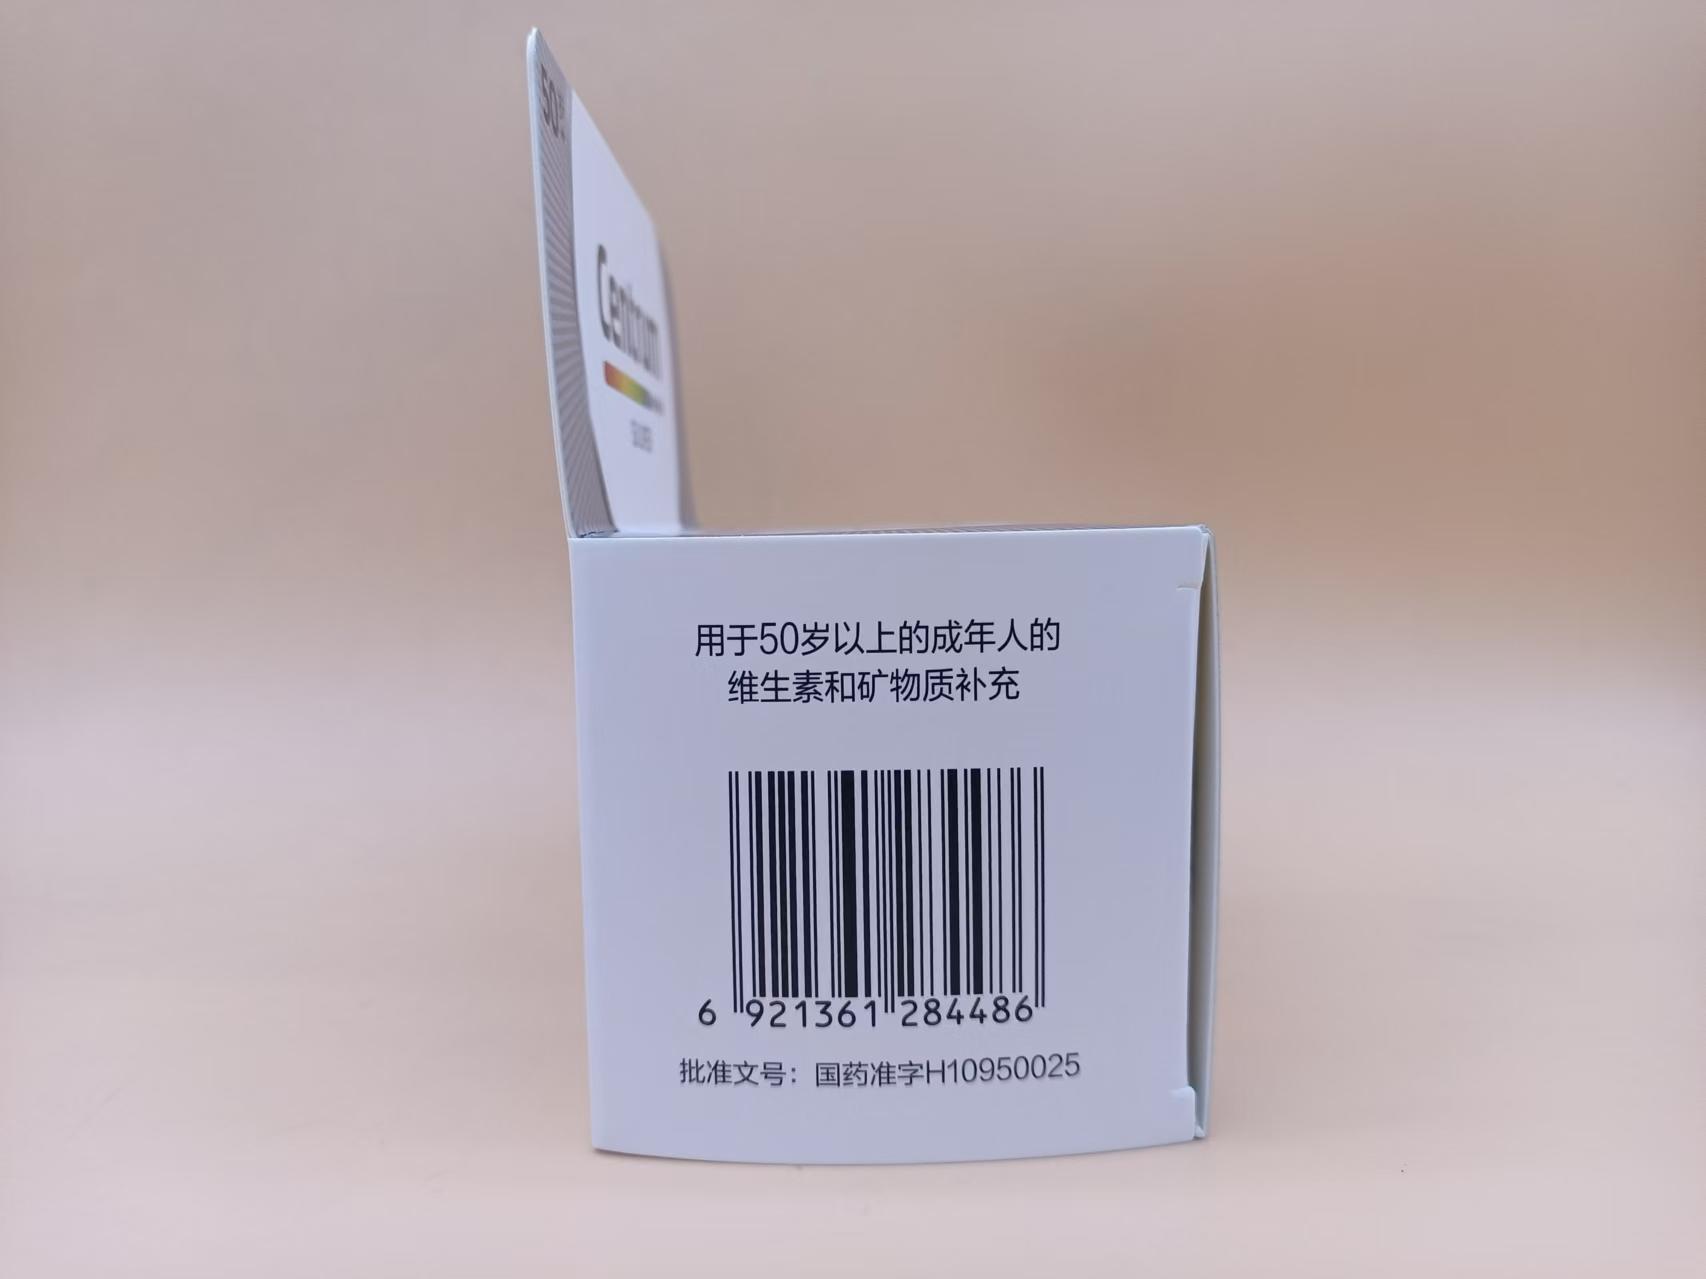 50
Centrum
用于50岁以上的成年人的
维生素和矿物质补充
6 921361 284486
批准文号：国药准字H10950025